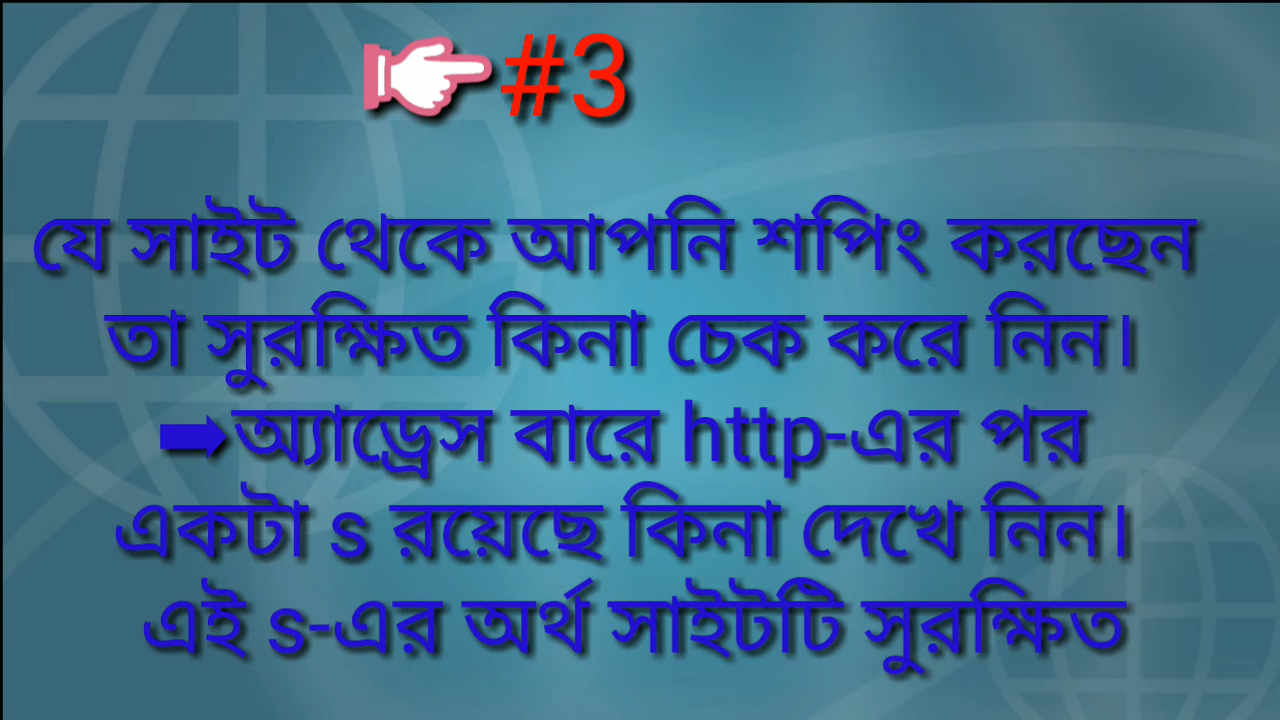 👉#3
যে সাইট থেকে আপনি শপিং করছেন
তা সুরক্ষিত কিনা চেক করে নিন।
➡অ্যাড্রেস বারে http-এর পর
একটা s রয়েছে কিনা দেখে নিন।
এই s-এর অর্থ সাইটটি সুরক্ষিত